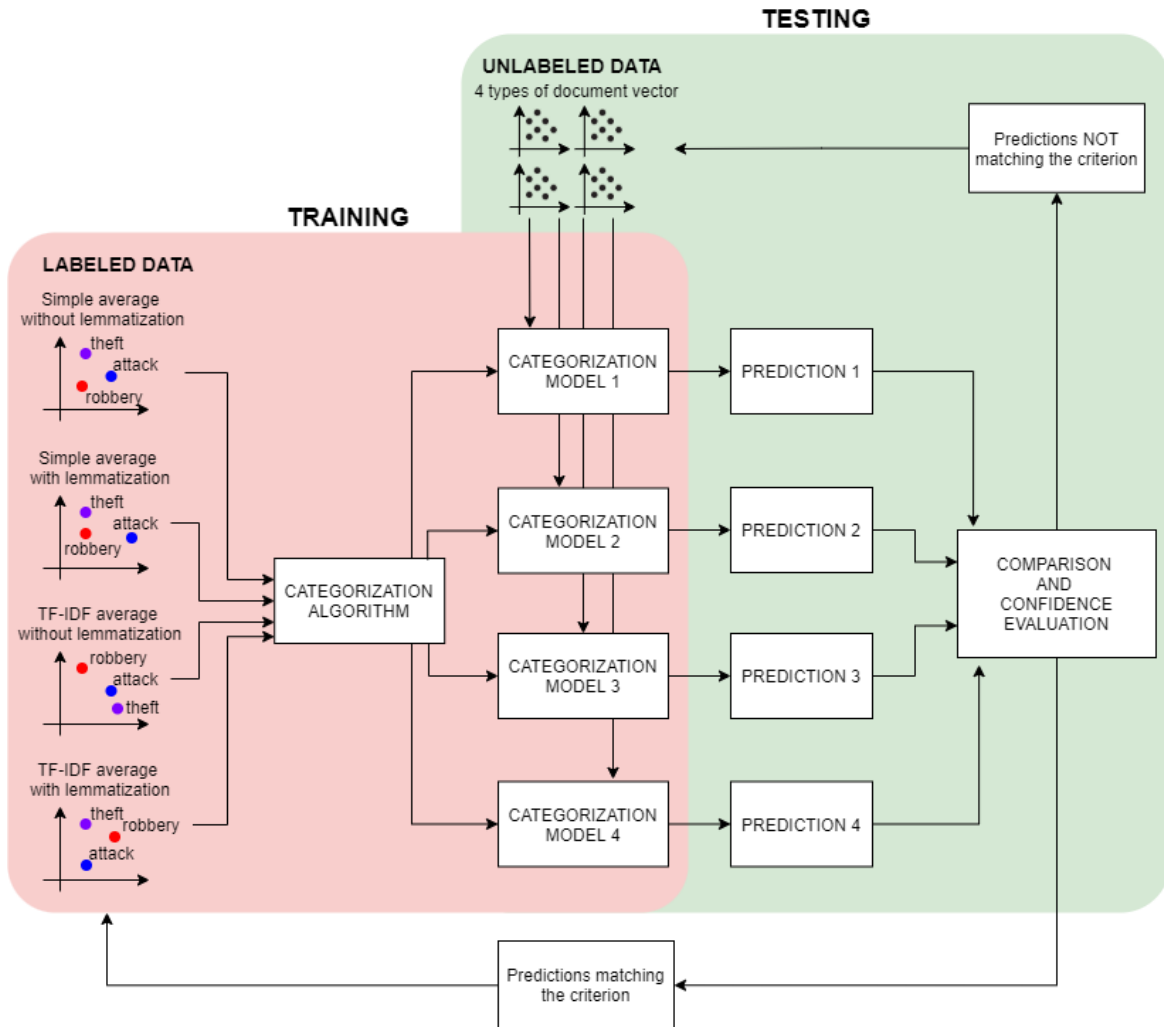 TESTING
UNLABELED DATA
4 types of document vector
Predictions NOT
matching the criterion
TRAINING
LABELED DATA
Simple average
without lemmatization
theft
attack
robbery
Simple average
with lemmatization
theft
attack
robbery
TF-IDF average
without lemmatization
robbery
attack
theft
TF-IDF average
with lemmatization
theft
robbery
attack
CATEGORIZATION
ALGORITHM
CATEGORIZATION
MODEL 1
CATEGORIZATION
MODEL 2
CATEGORIZATION
MODEL 3
CATEGORIZATION
MODEL 4
PREDICTION 1
PREDICTION 2
PREDICTION 3
PREDICTION 4
COMPARISON
AND
CONFIDENCE
EVALUATION
Predictions matching
the criterion